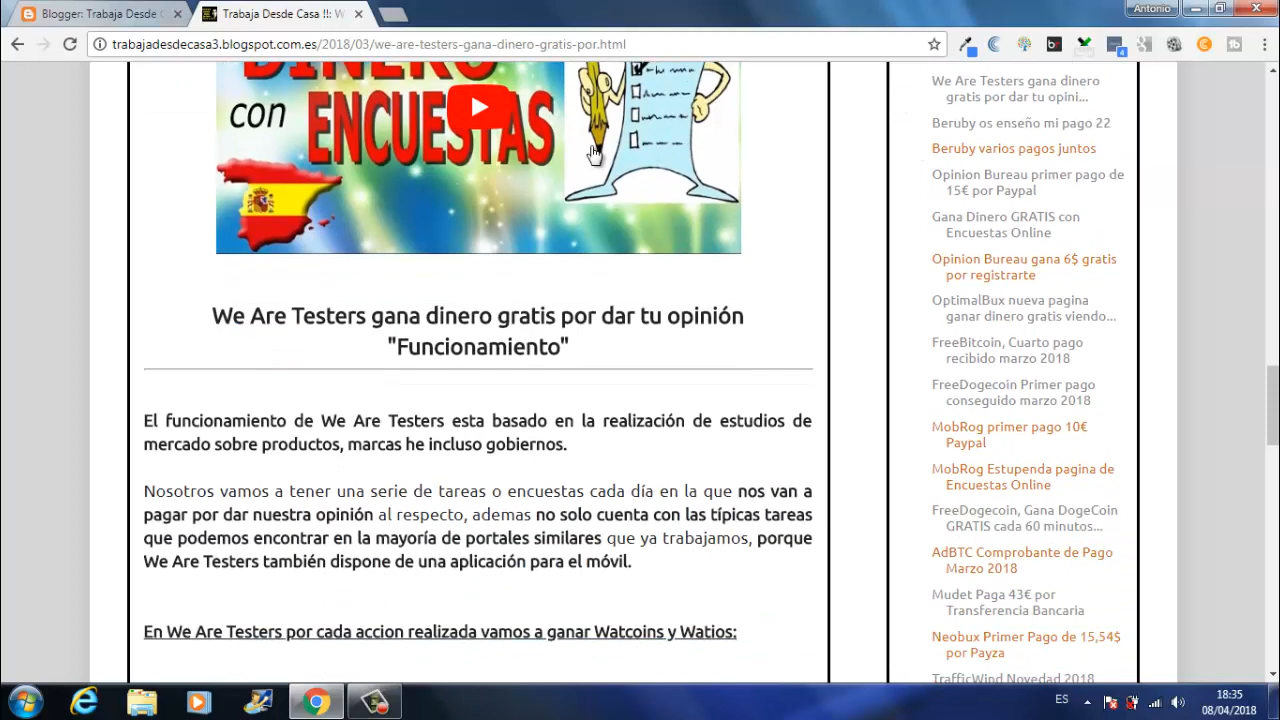 Blogger: Trabaja Desde C
Trabaja Desde Casa !!: W
Antonio
trabajadesdecasa3.blogspot.com.es/2018/03/we-are-testers-gana-dinero-gratis-por.html
4
DINERO
con ENCUESTAS
We Are Testers gana dinero gratis por dar tu opinión
"Funcionamiento"
El funcionamiento de We Are Testers esta basado en la realización de estudios de
mercado sobre productos, marcas he incluso gobiernos.
Nosotros vamos a tener una serie de tareas o encuestas cada día en la que nos van a
pagar por dar nuestra opinión al respecto, ademas no solo cuenta con las típicas tareas
que podemos encontrar en la mayoría de portales similares que ya trabajamos, porque
We Are Testers también dispone de una aplicación para el móvil.
En We Are Testers por cada accion realizada vamos a ganar Watcoins y Watios:
We Are Testers gana dinero
gratis por dar tu opini...
Beruby os enseño mi pago 22
Beruby varios pagos juntos
Opinion Bureau primer pago de
15€ por Paypal
Gana Dinero GRATIS con
Encuestas Online
Opinion Bureau gana 6$ gratis
por registrarte
OptimalBux nueva pagina
ganar dinero gratis viendo...
FreeBitcoin, Cuarto pago
recibido marzo 2018
FreeDogecoin Primer pago
conseguido marzo 2018
MobRog primer pago 10€
Paypal
MobRog Estupenda pagina de
Encuestas Online
FreeDogecoin, Gana DogeCoin
GRATIS cada 60 minutos...
AdBTC Comprobante de Pago
Marzo 2018
Mudet Paga 43€ por
Transferencia Bancaria
Neobux Primer Pago de 15,54$
por Payza
TrafficWind Novedad 2018
ES
18:35
08/04/2018